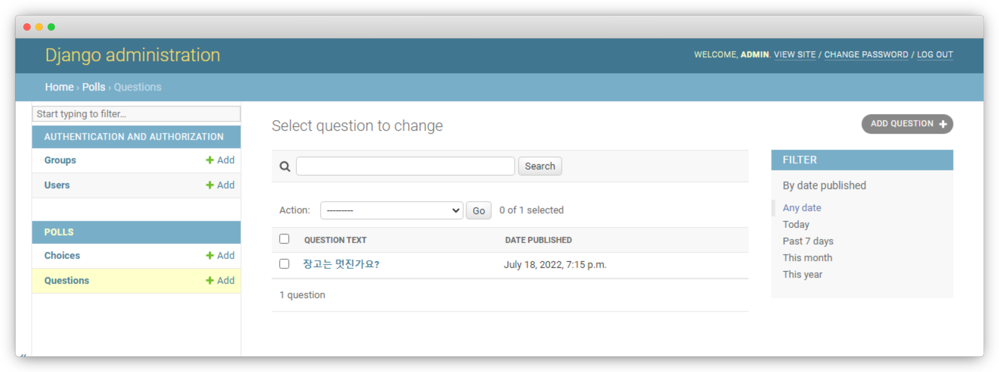 Django administration
WELCOME, ADMIN. VIEW SITE / CHANGE PASSWORD / LOG OUT
Home › Polls › Questions
Start typing to filter...
AUTHENTICATION AND AUTHORIZATION
Groups + Add
Users + Add
POLLS
Choices + Add
Questions + Add
Select question to change
ADD QUESTION +
Search
Action: --------- Go 0 of 1 selected
QUESTION TEXT DATE PUBLISHED
장고는 멋진가요? July 18, 2022, 7:15 p.m.
1 question
FILTER
By date published
Any date
Today
Past 7 days
This month
This year
«